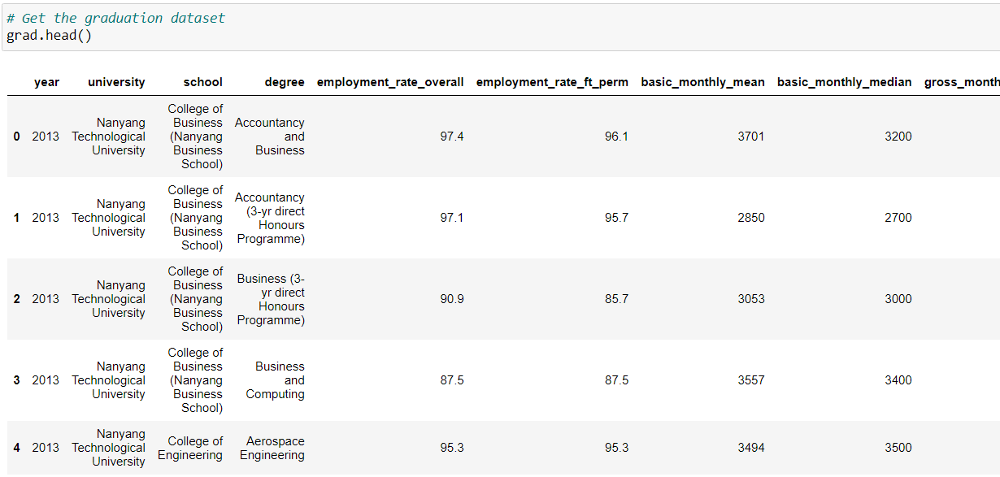 # Get the graduation dataset
grad.head()
year university school degree employment_rate_overall employment_rate_ft_perm basic_monthly_mean basic_monthly_median gross_month
0 2013 Nanyang Technological University College of Business (Nanyang Business School) Accountancy and Business 97.4 96.1 3701 3200
1 2013 Nanyang Technological University College of Business (Nanyang Business School) Accountancy (3-yr direct Honours Programme) 97.1 95.7 2850 2700
2 2013 Nanyang Technological University College of Business (Nanyang Business School) Business (3-yr direct Honours Programme) 90.9 85.7 3053 3000
3 2013 Nanyang Technological University College of Business (Nanyang Business School) Business and Computing 87.5 87.5 3557 3400
4 2013 Nanyang Technological University College of Engineering Aerospace Engineering 95.3 95.3 3494 3500